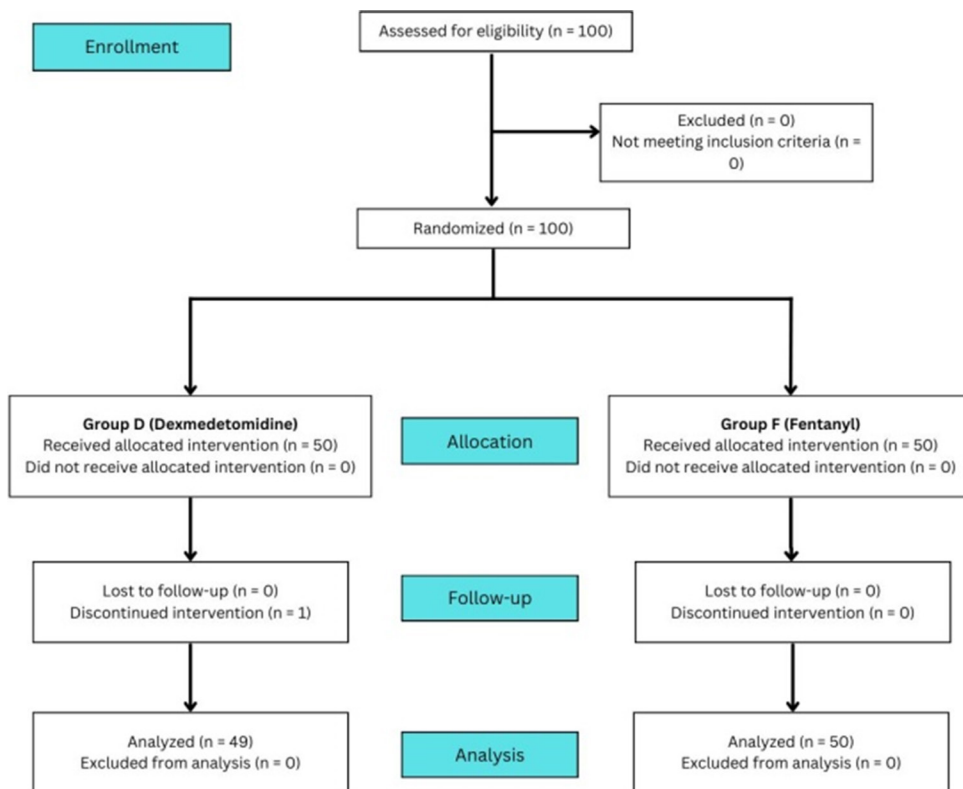 Enrollment
Assessed for eligibility (n = 100)
Excluded (n = 0)
Not meeting inclusion criteria (n =
0)
Randomized (n = 100)
Group D (Dexmedetomidine)
Received allocated intervention (n = 50)
Did not receive allocated intervention (n = 0)
Allocation
Group F (Fentanyl)
Received allocated intervention (n = 50)
Did not receive allocated intervention (n = 0)
Lost to follow-up (n = 0)
Discontinued intervention (n = 1)
Follow-up
Lost to follow-up (n = 0)
Discontinued intervention (n = 0)
Analyzed (n = 49)
Excluded from analysis (n = 0)
Analysis
Analyzed (n = 50)
Excluded from analysis (n = 0)